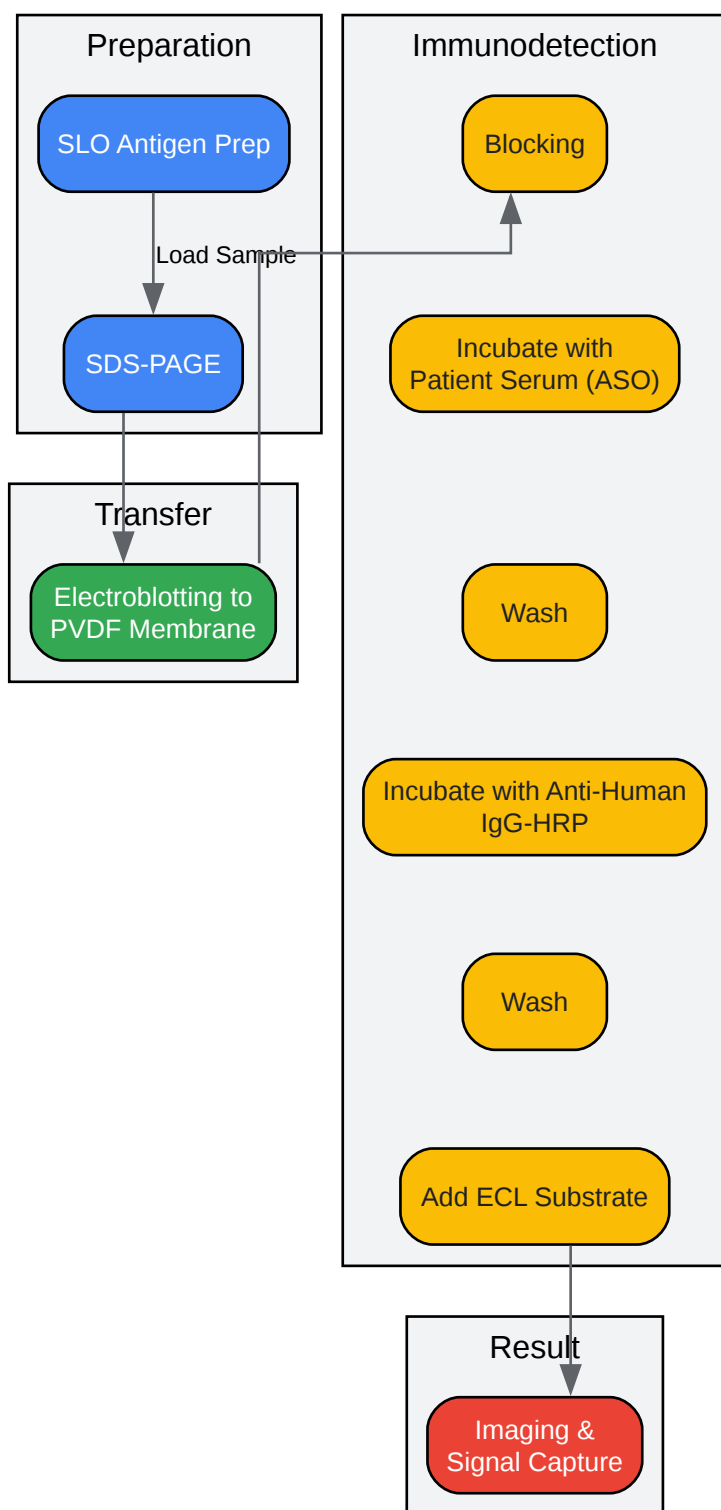 Preparation
SLO Antigen Prep
Load Sample
SDS-PAGE
Transfer
Electroblotting to
PVDF Membrane
Immunodetection
Blocking
Incubate with
Patient Serum (ASO)
Wash
Incubate with Anti-Human
IgG-HRP
Wash
Add ECL Substrate
Result
Imaging &
Signal Capture